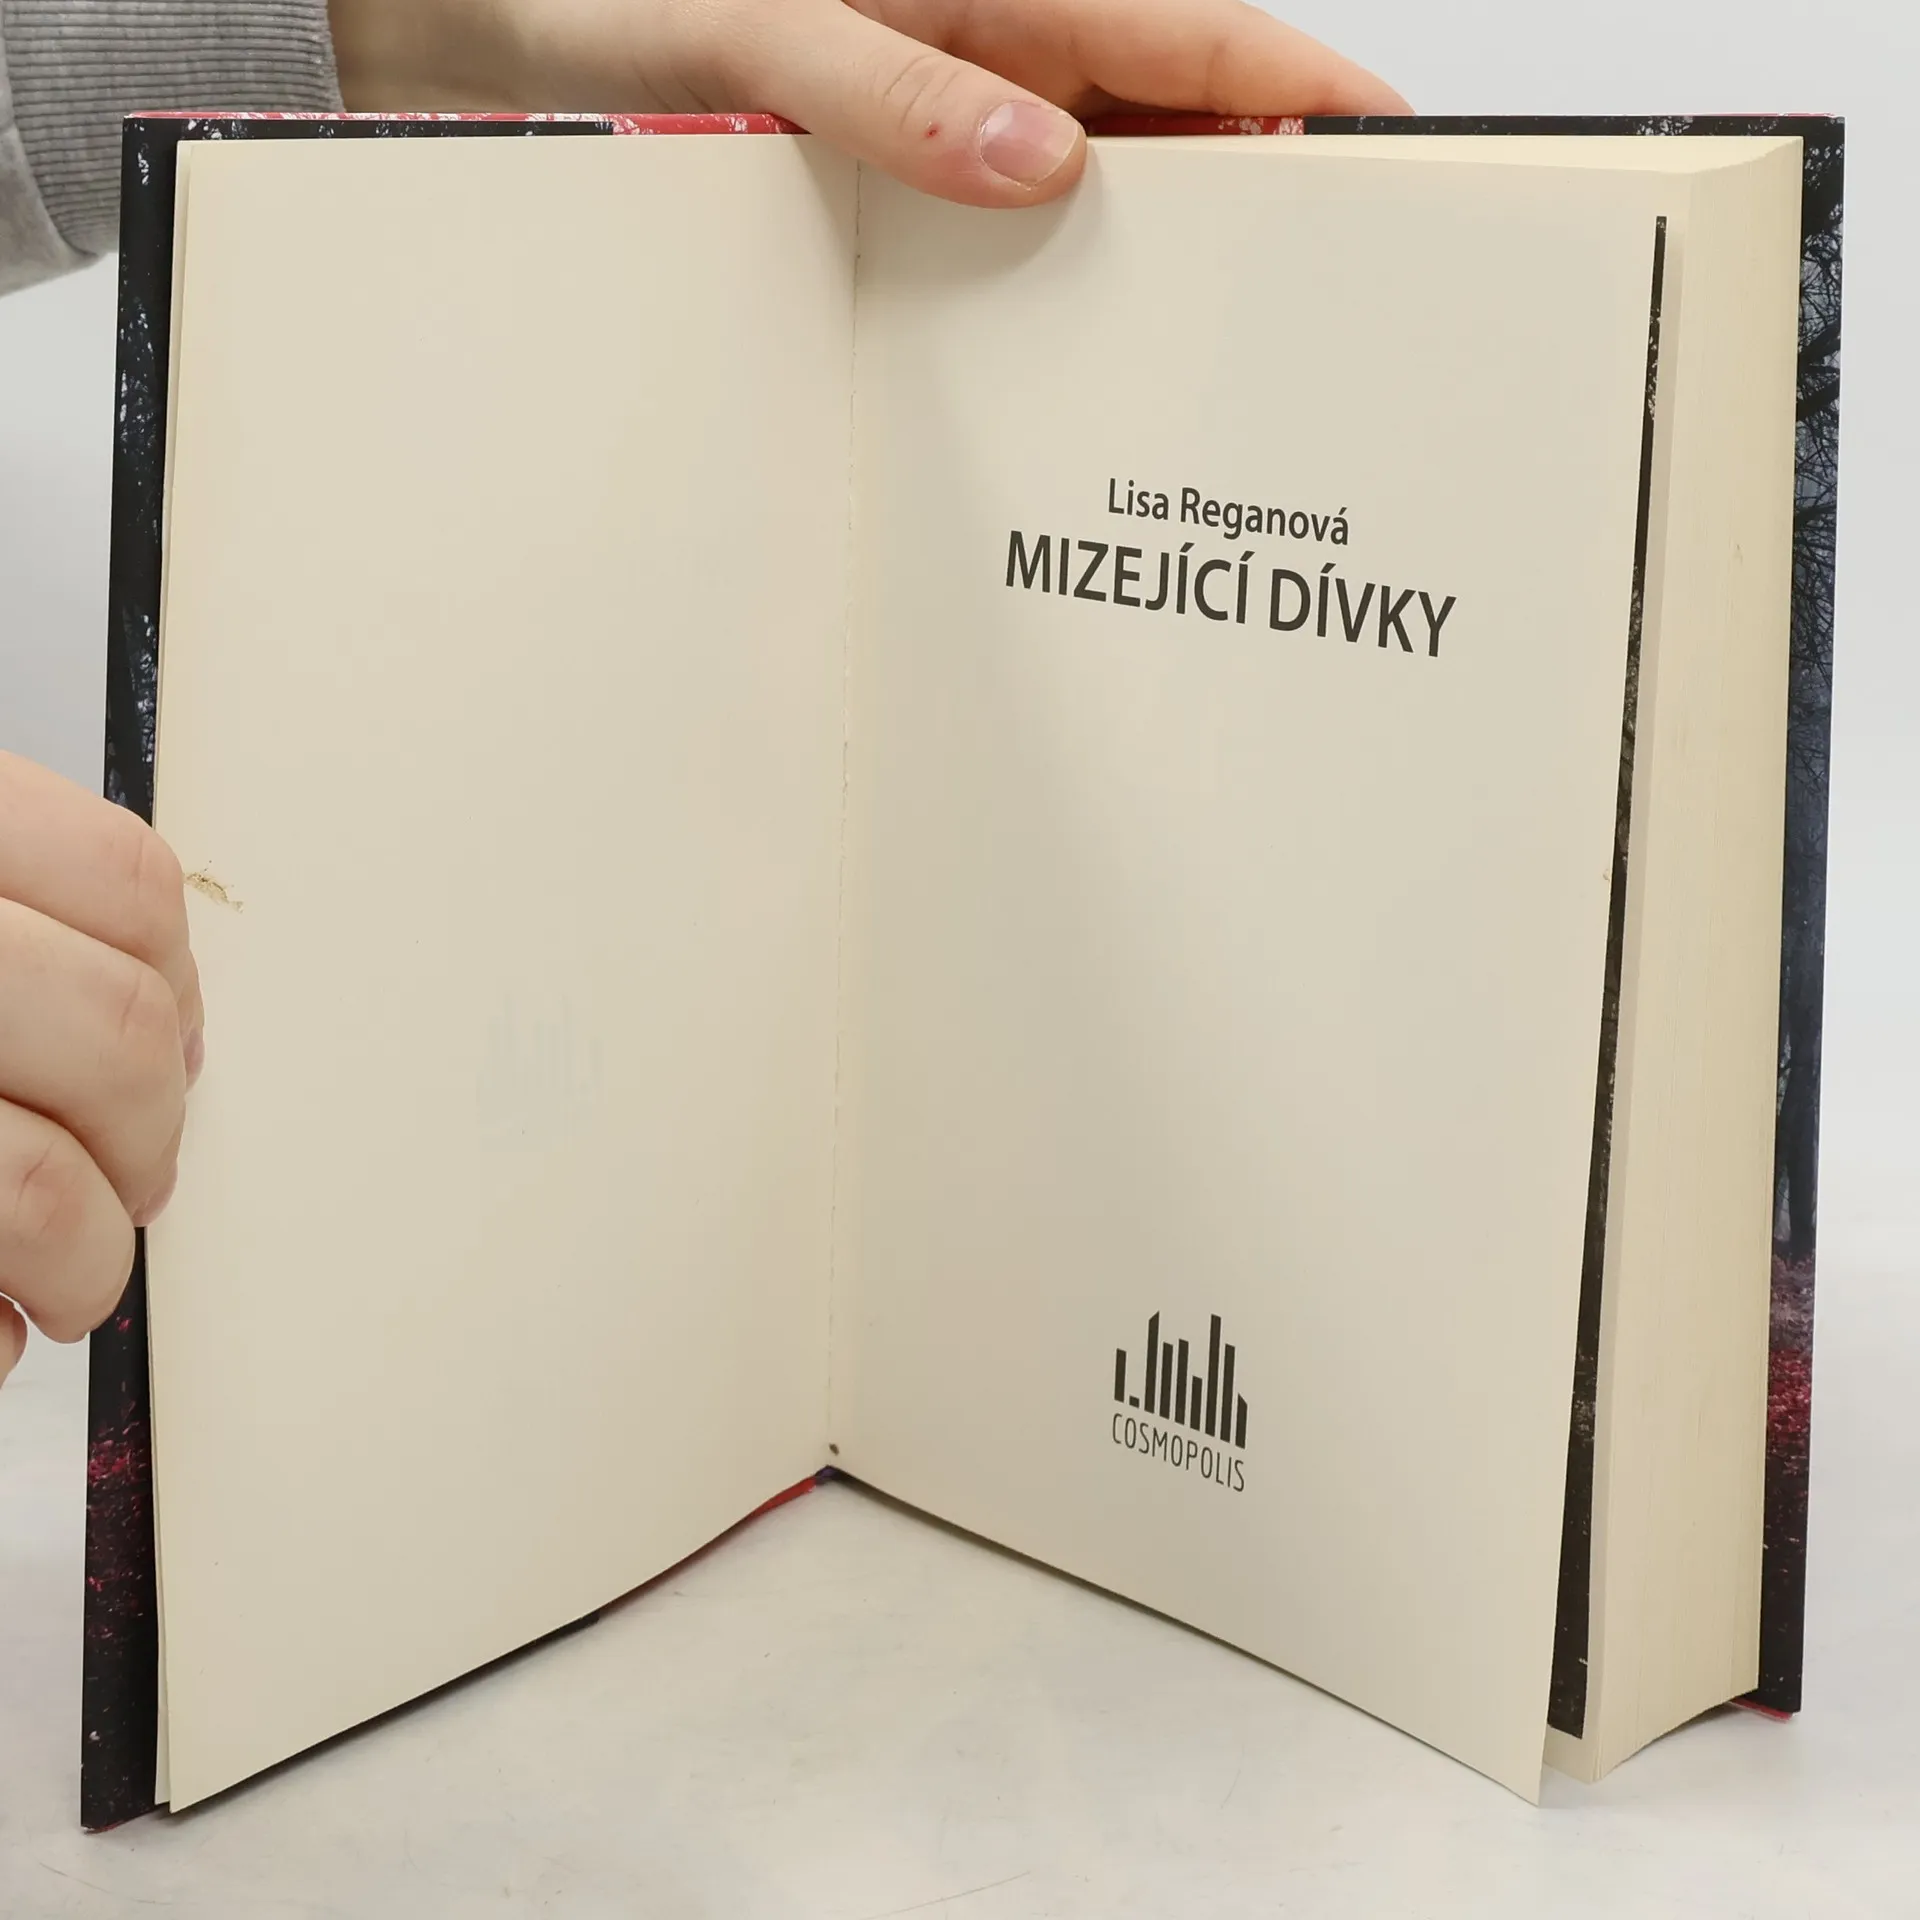 Lisa Reganová
MIZEJÍCÍ DÍVKY
COSMOPOLIS